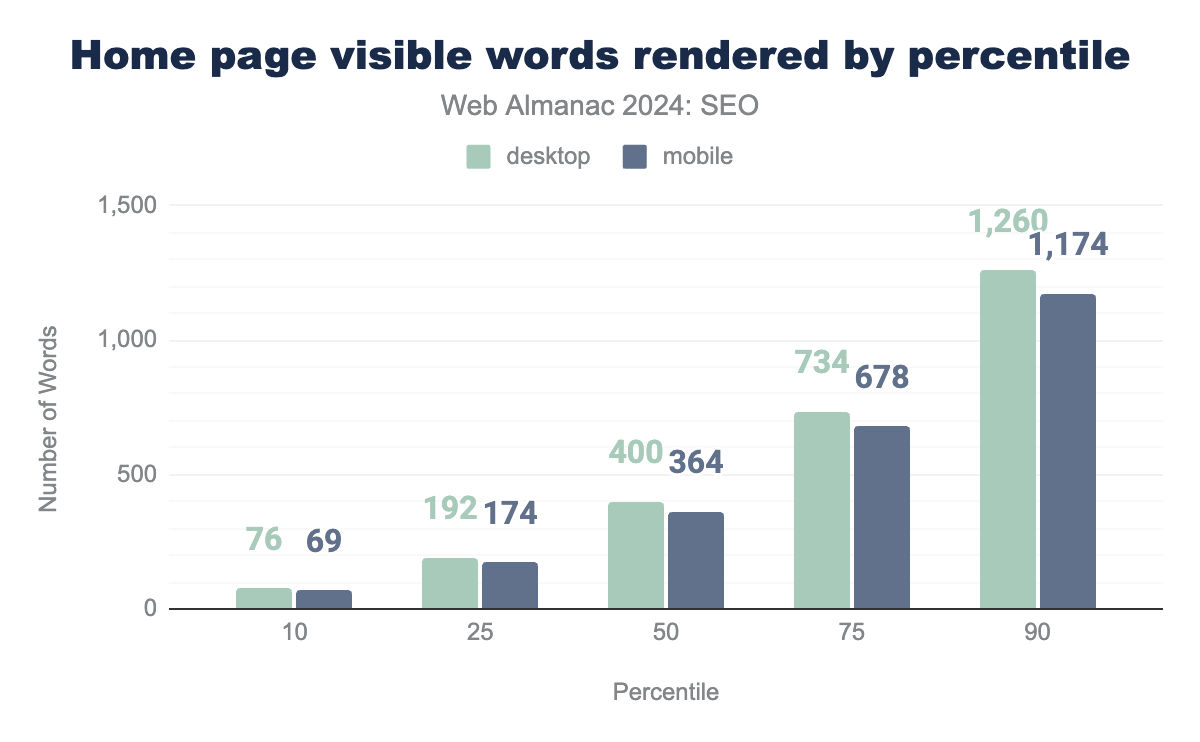 Home page visible words rendered by percentile
Web Almanac 2024: SEO
desktop mobile
1,500
1,000
500
0
Number of Words
76 69
192 174
400 364
734 678
1,260 1,174
10 25 50 75 90
Percentile